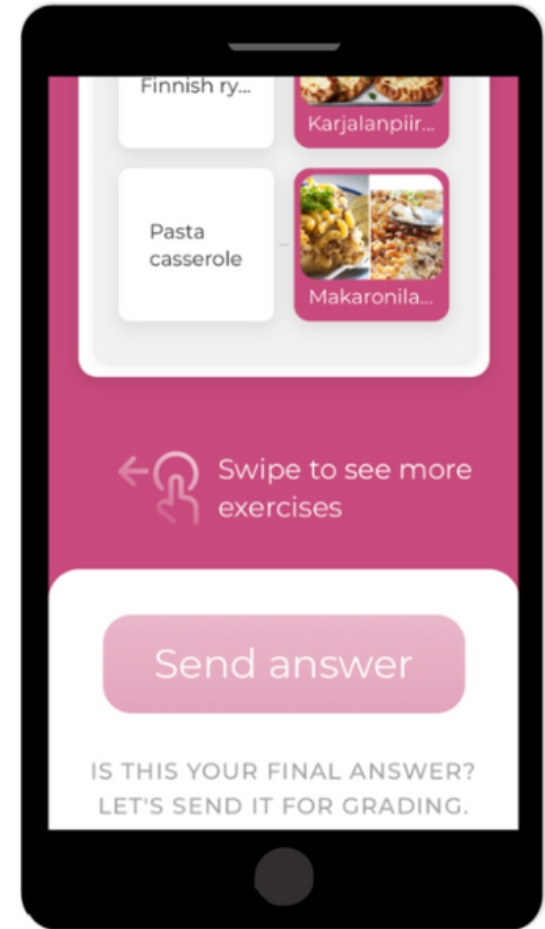 Finnish ry...
Karjalanpiir...
Pasta
casserole
Makaronila...
Swipe to see more
exercises
Send answer
IS THIS YOUR FINAL ANSWER?
LET'S SEND IT FOR GRADING.